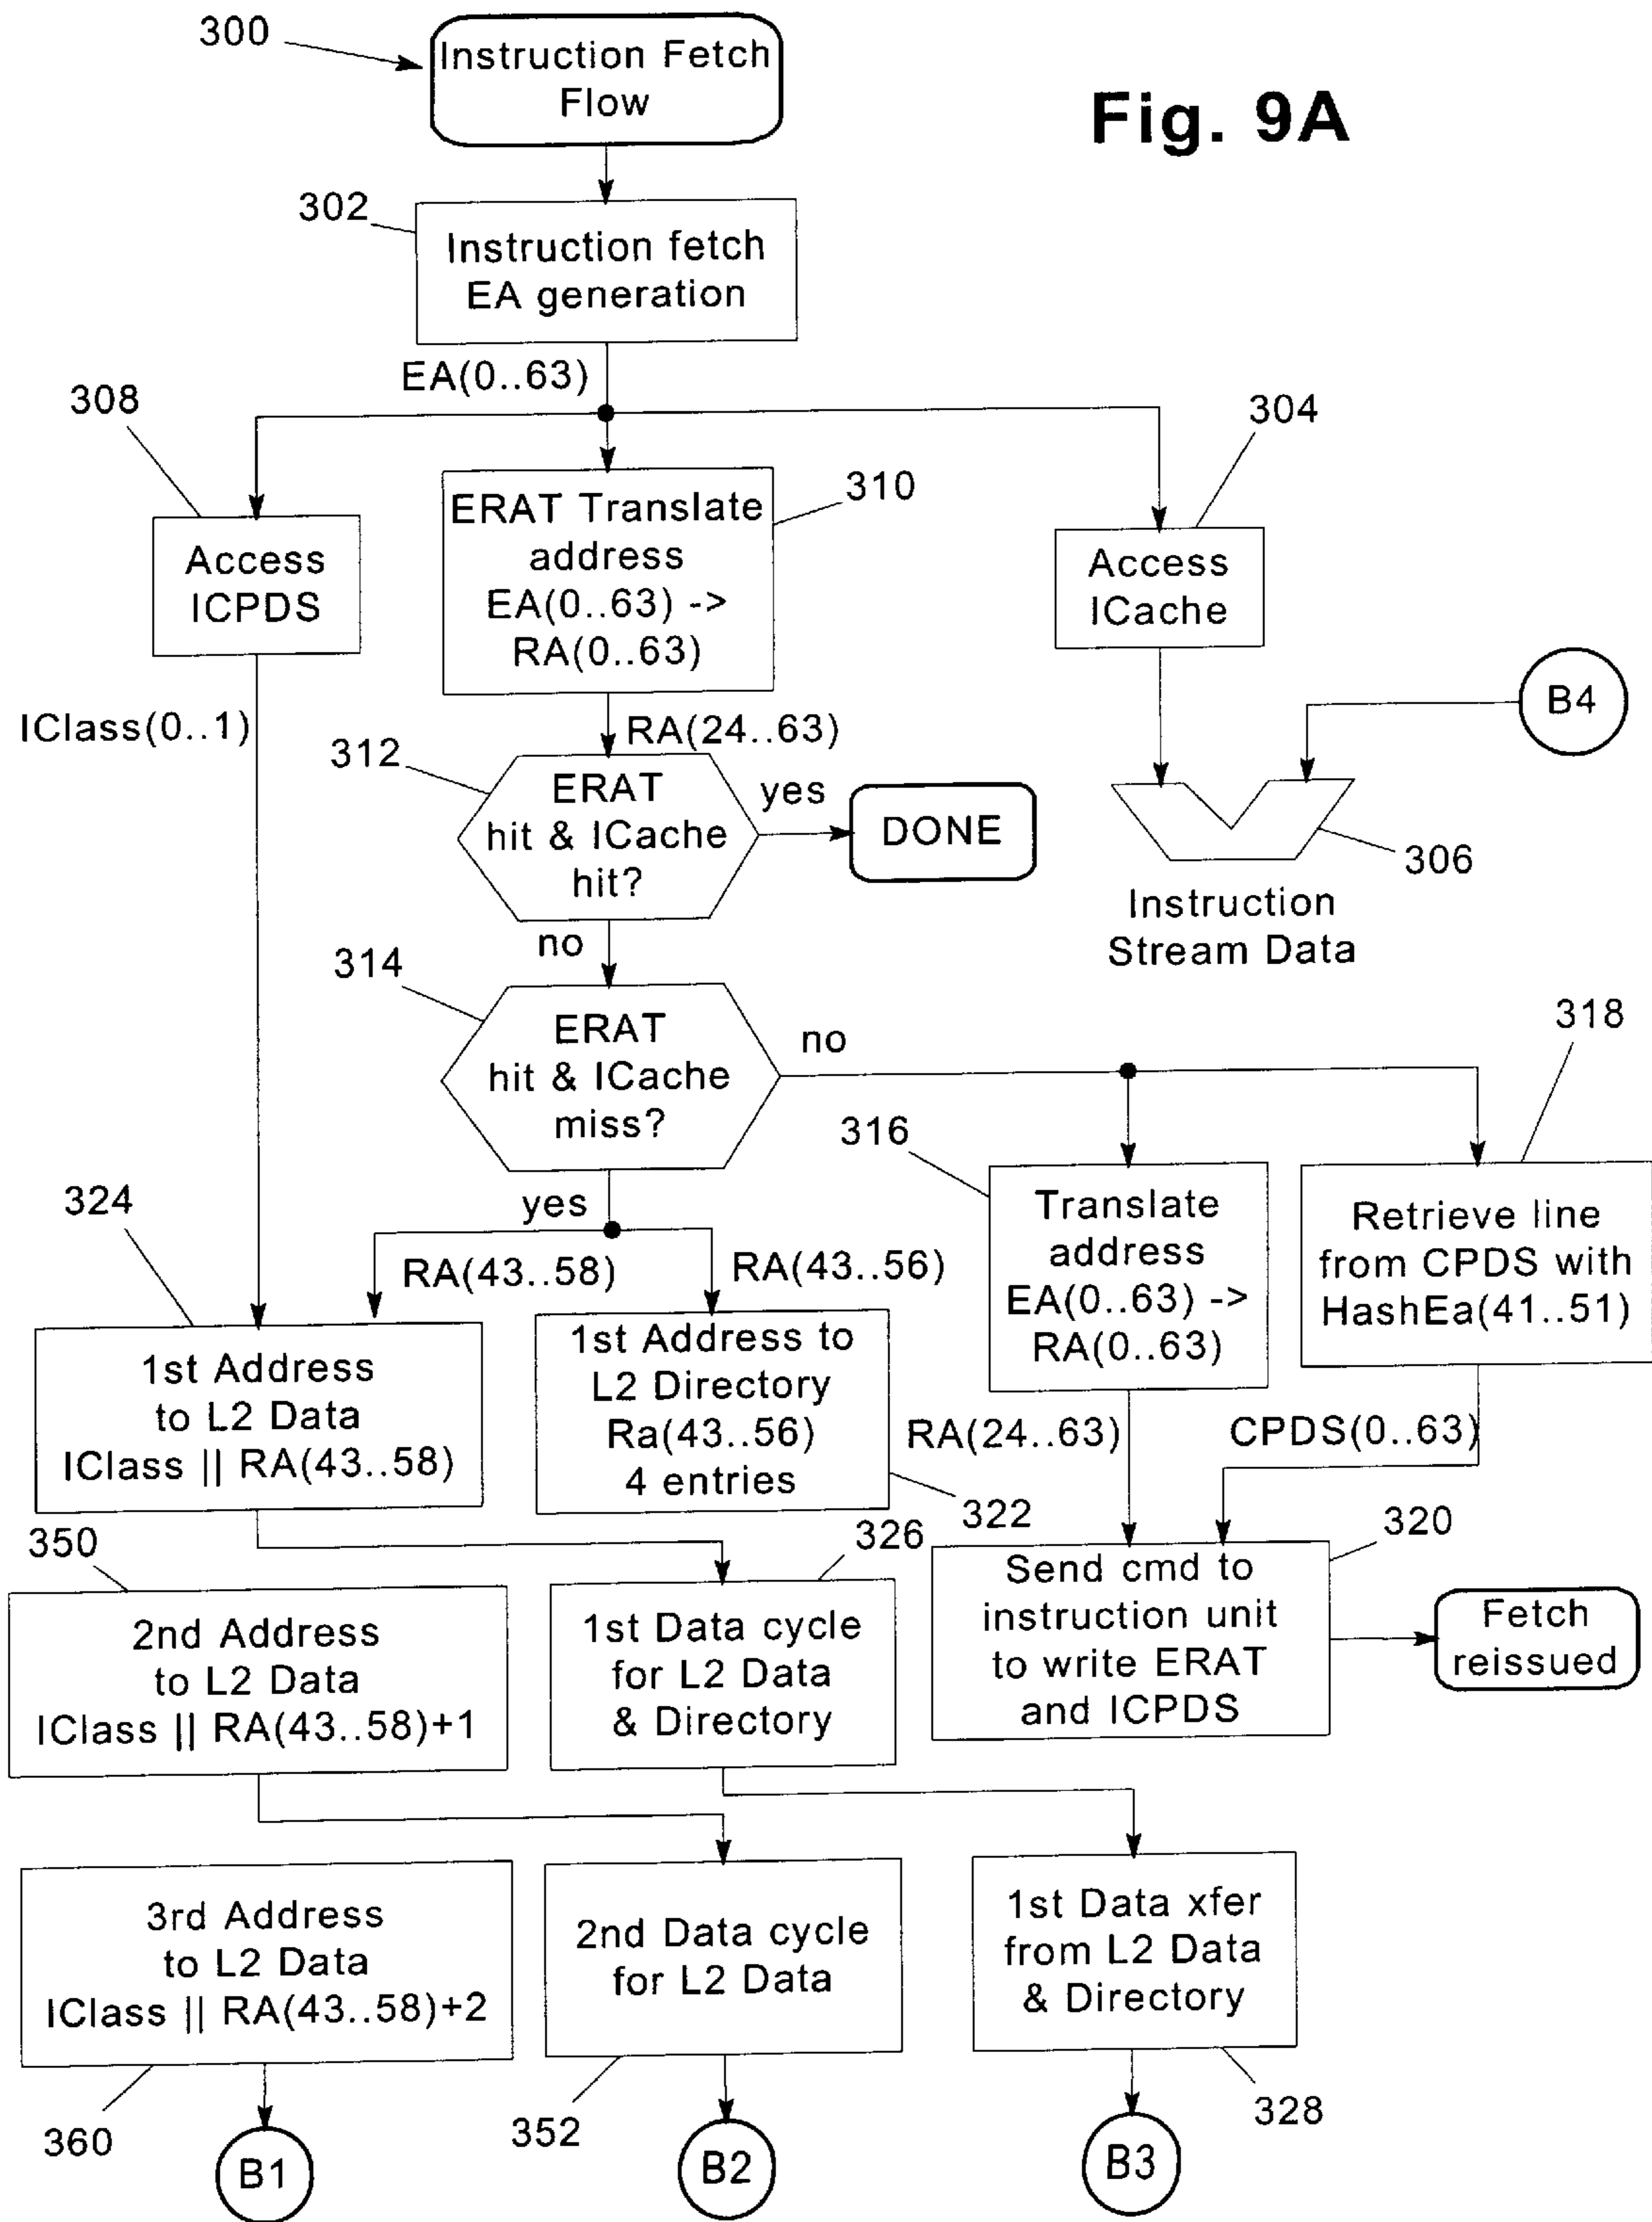 300
Instruction Fetch
Flow
Fig. 9A
302
Instruction fetch
EA generation
EA(0..63)
308
304
310
Access
ICPDS
ERAT Translate
address
EA(0..63) ->
RA(0..63)
Access
ICache
IClass(0..1)
RA(24..63)
B4
312
ERAT
hit & ICache
hit?
yes
DONE
306
Instruction
Stream Data
no
314
ERAT
hit & ICache
miss?
no
318
316
yes
324
RA(43..58)
RA(43..56)
Translate
address
EA(0..63) ->
RA(0..63)
Retrieve line
from CPDS with
HashEa(41..51)
1st Address
to L2 Data
IClass || RA(43..58)
1st Address to
L2 Directory
Ra(43..56)
4 entries
RA(24..63)
CPDS(0..63)
322
320
350
326
2nd Address
to L2 Data
IClass || RA(43..58)+1
1st Data cycle
for L2 Data
& Directory
Send cmd to
instruction unit
to write ERAT
and ICPDS
Fetch
reissued
3rd Address
to L2 Data
IClass || RA(43..58)+2
2nd Data cycle
for L2 Data
1st Data xfer
from L2 Data
& Directory
360
352
328
B1
B2
B3